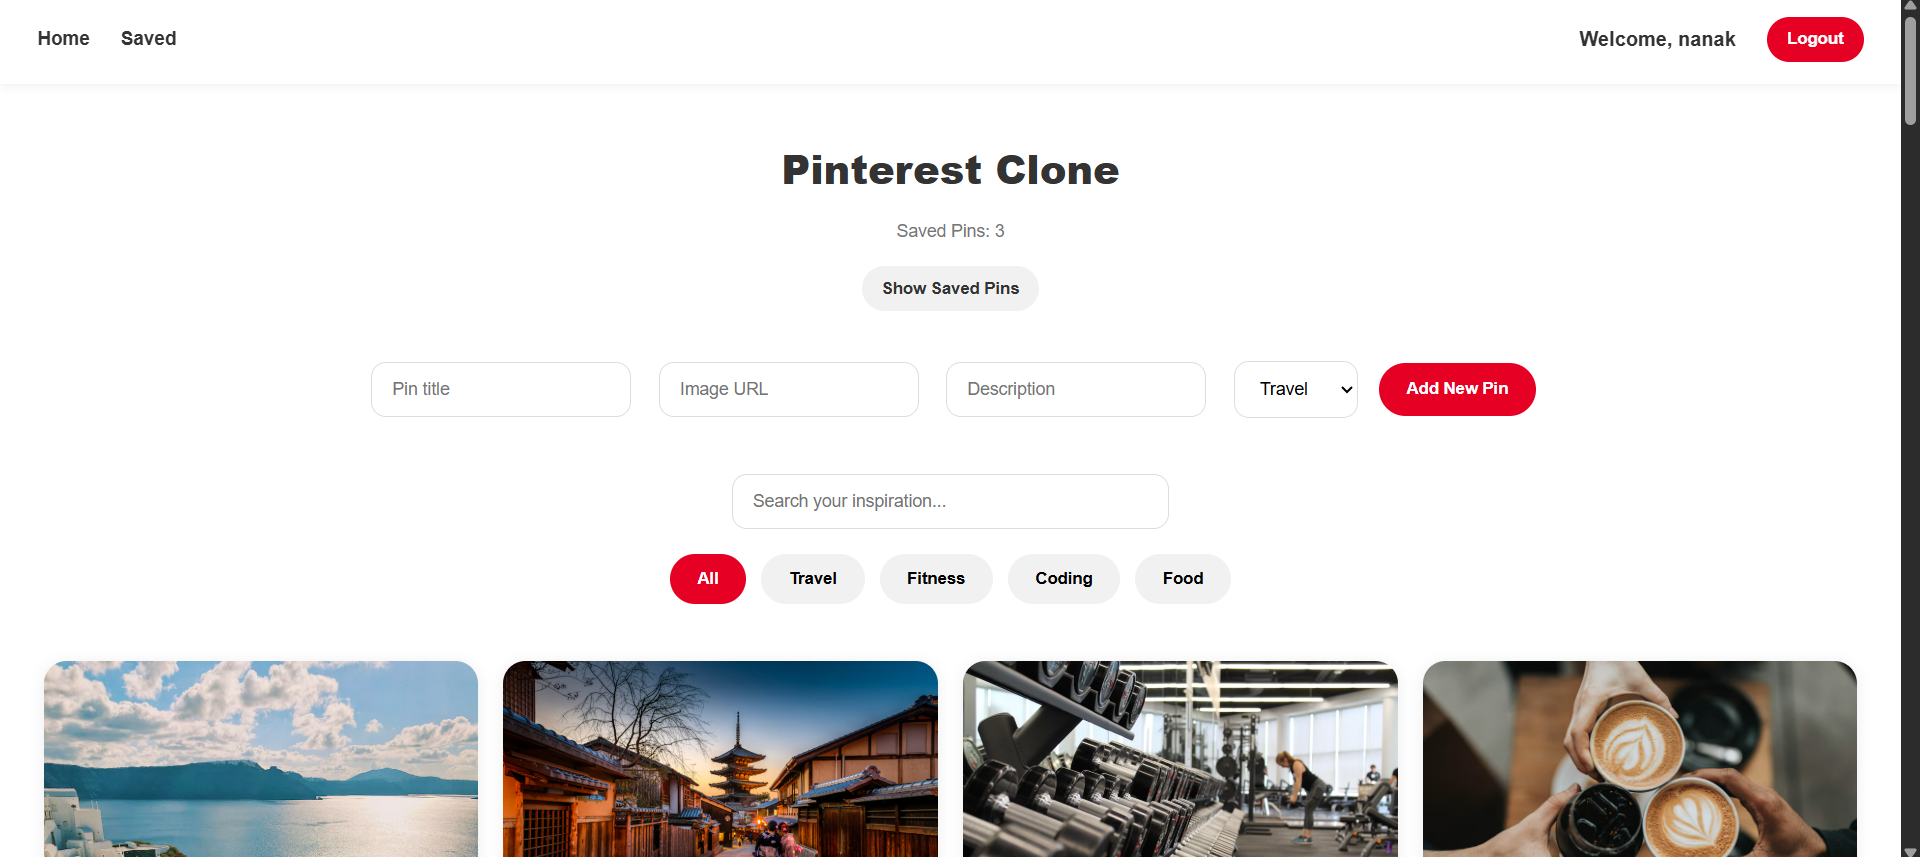 Home Saved Welcome, nanak Logout
Pinterest Clone
Saved Pins: 3
Show Saved Pins
Pin title Image URL Description Travel Add New Pin
Search your inspiration...
All Travel Fitness Coding Food